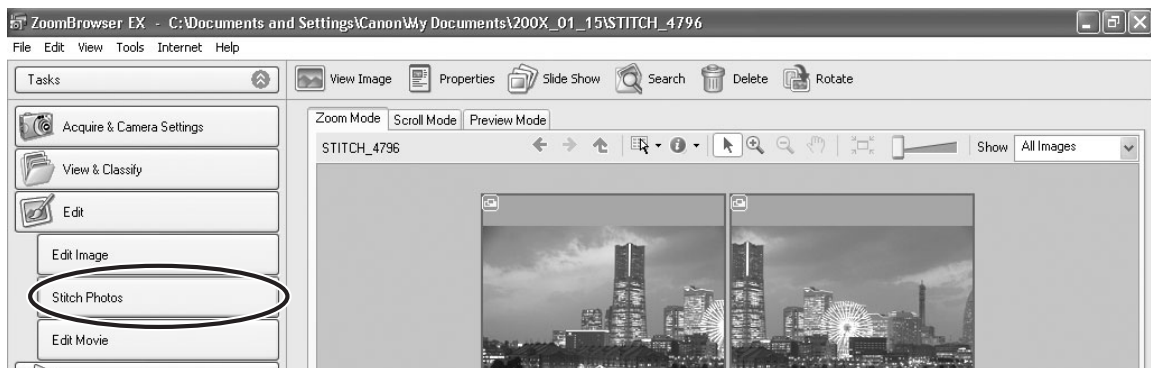 ZoomBrowser EX - C:\Documents and Settings\Canon\My Documents\200X_01_15\STITCH_4796
File Edit View Tools Internet Help
Tasks
View Image Properties Slide Show Search Delete Rotate
Acquire & Camera Settings
View & Classify
Edit
Edit Image
Stitch Photos
Edit Movie
Zoom Mode Scroll Mode Preview Mode
STITCH_4796 Show All Images